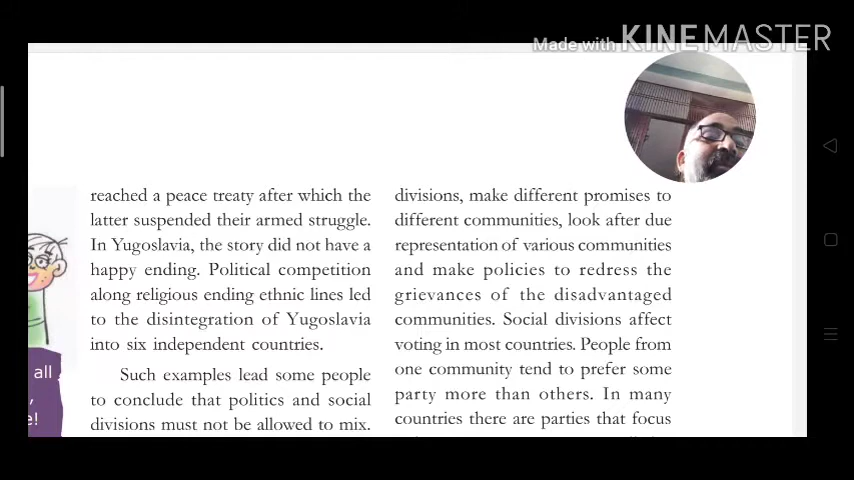 Made with KINEMASTER
reached a peace treaty after which the
latter suspended their armed struggle.
In Yugoslavia, the story did not have a
happy ending. Political competition
along religious ending ethnic lines led
to the disintegration of Yugoslavia
into six independent countries.
Such examples lead some people
to conclude that politics and social
divisions must not be allowed to mix.
divisions, make different promises to
different communities, look after due
representation of various communities
and make policies to redress the
grievances of the disadvantaged
communities. Social divisions affect
voting in most countries. People from
one community tend to prefer some
party more than others. In many
countries there are parties that focus
all
,
e!